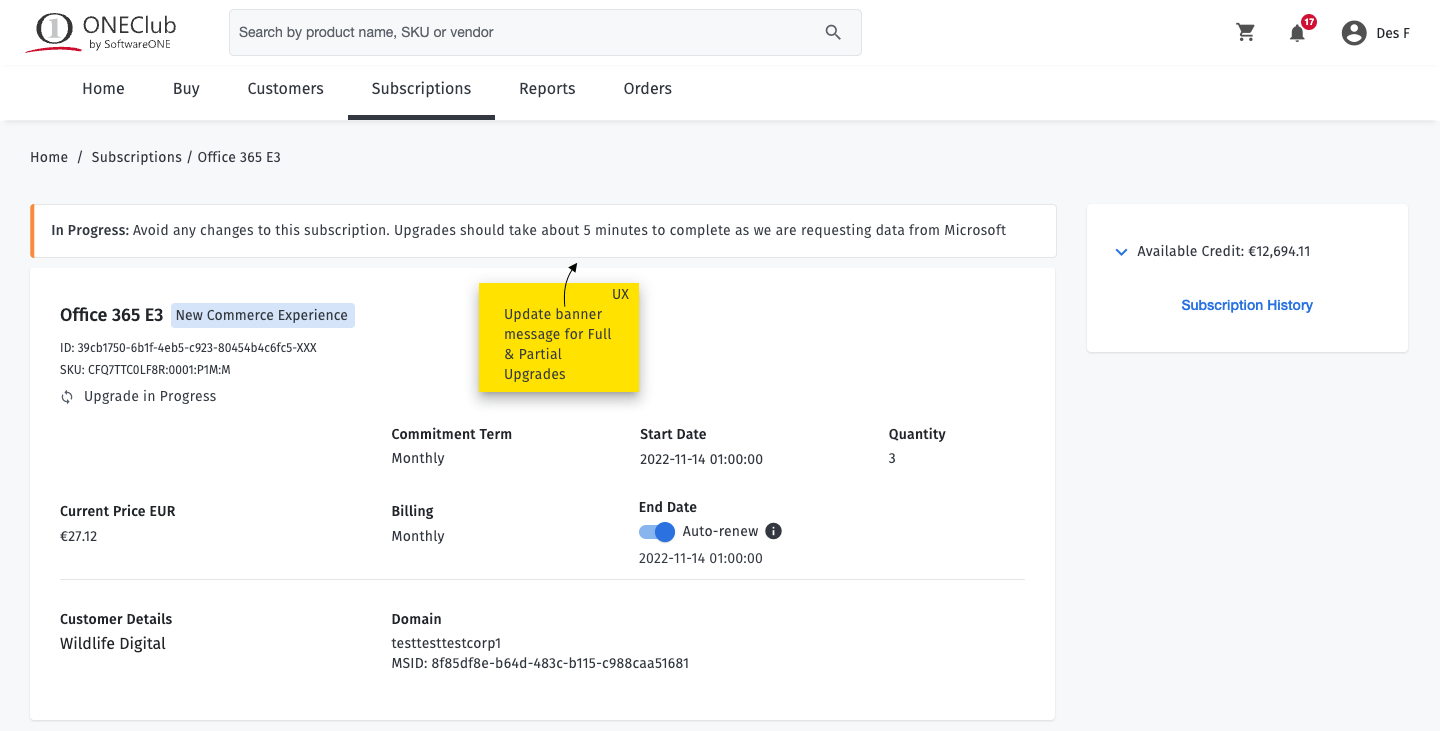 1 ONEClub
by SoftwareONE
Search by product name, SKU or vendor
17
Des F
Home Buy Customers Subscriptions Reports Orders
Home / Subscriptions / Office 365 E3
In Progress: Avoid any changes to this subscription. Upgrades should take about 5 minutes to complete as we are requesting data from Microsoft
Available Credit: €12,694.11
Subscription History
UX
Update banner
message for Full
& Partial
Upgrades
Office 365 E3 New Commerce Experience
ID: 39cb1750-6b1f-4eb5-c923-80454b4c6fc5-XXX
SKU: CFQ7TTC0LF8R:0001:P1M:M
Upgrade in Progress
Commitment Term
Monthly
Start Date
2022-11-14 01:00:00
Quantity
3
Current Price EUR
€27.12
Billing
Monthly
End Date
Auto-renew i
2022-11-14 01:00:00
Customer Details
Wildlife Digital
Domain
testtesttestcorp1
MSID: 8f85df8e-b64d-483c-b115-c988caa51681